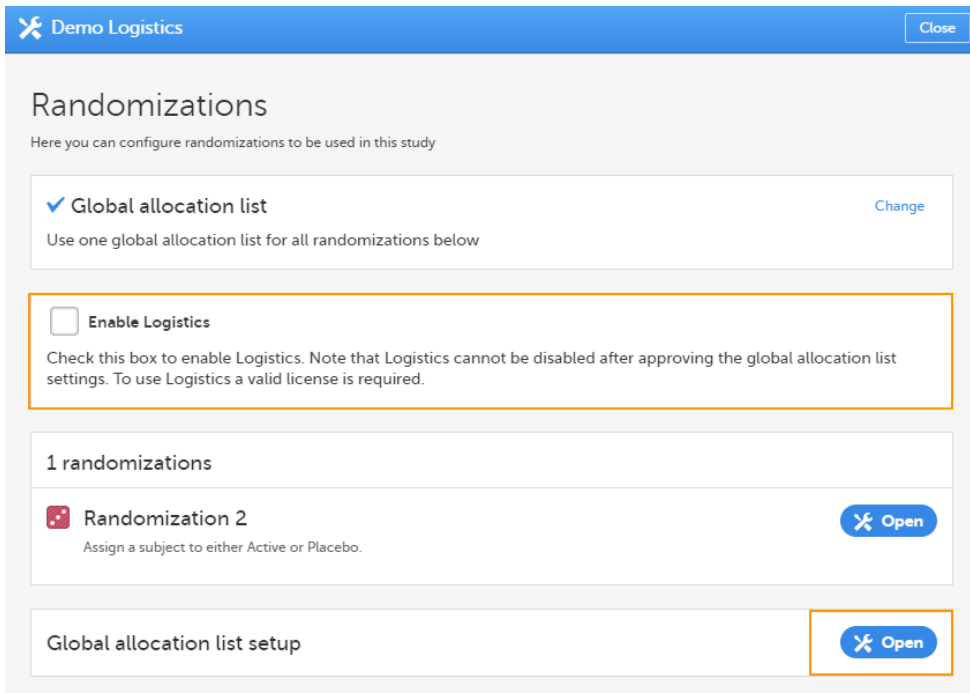 Demo Logistics
Close
Randomizations
Here you can configure randomizations to be used in this study
Global allocation list
Change
Use one global allocation list for all randomizations below
Enable Logistics
Check this box to enable Logistics. Note that Logistics cannot be disabled after approving the global allocation list
settings. To use Logistics a valid license is required.
1 randomizations
Randomization 2
Open
Assign a subject to either Active or Placebo.
Global allocation list setup
Open